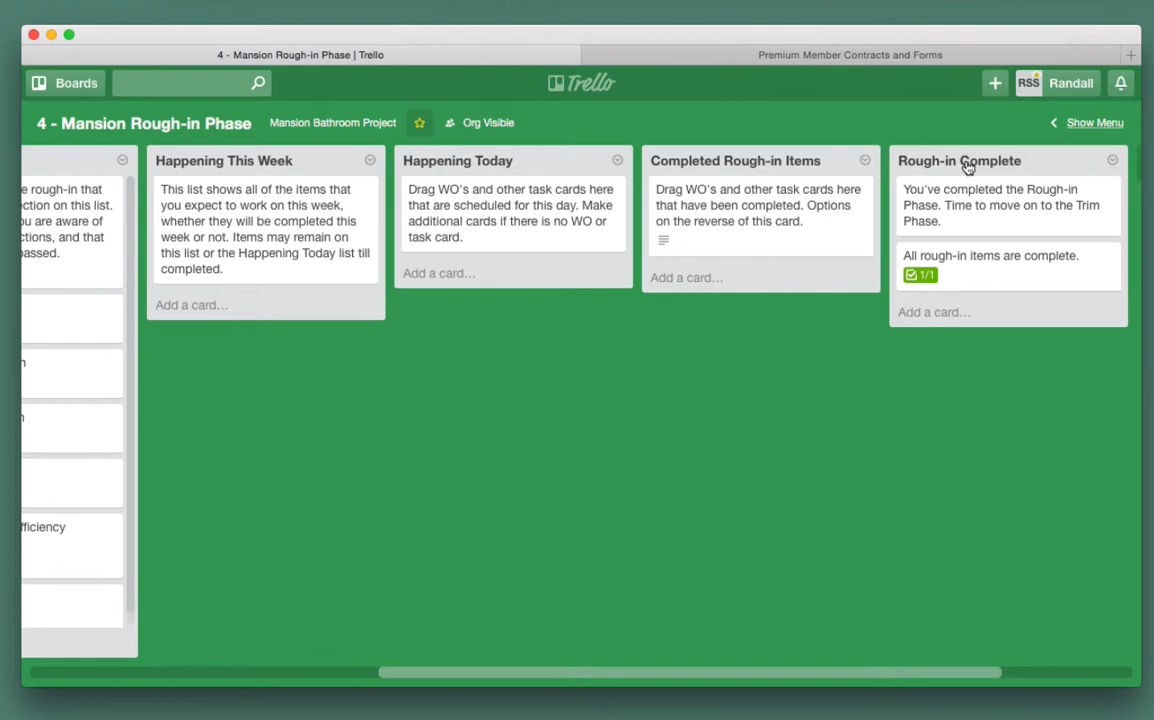 4 - Mansion Rough-in Phase | Trello
Premium Member Contracts and Forms
Boards
Trello
RSS
Randall
4 - Mansion Rough-in Phase
Mansion Bathroom Project
Org Visible
Show Menu
e rough-in that
ction on this list.
ou are aware of
ctions, and that
passed.
n
n
fficiency
Happening This Week
This list shows all of the items that
you expect to work on this week,
whether they will be completed this
week or not. Items may remain on
this list or the Happening Today list till
completed.
Add a card...
Happening Today
Drag WO's and other task cards here
that are scheduled for this day. Make
additional cards if there is no WO or
task card.
Add a card...
Completed Rough-in Items
Drag WO's and other task cards here
that have been completed. Options
on the reverse of this card.
Add a card...
Rough-in Complete
You've completed the Rough-in
Phase. Time to move on to the Trim
Phase.
All rough-in items are complete.
1/1
Add a card...